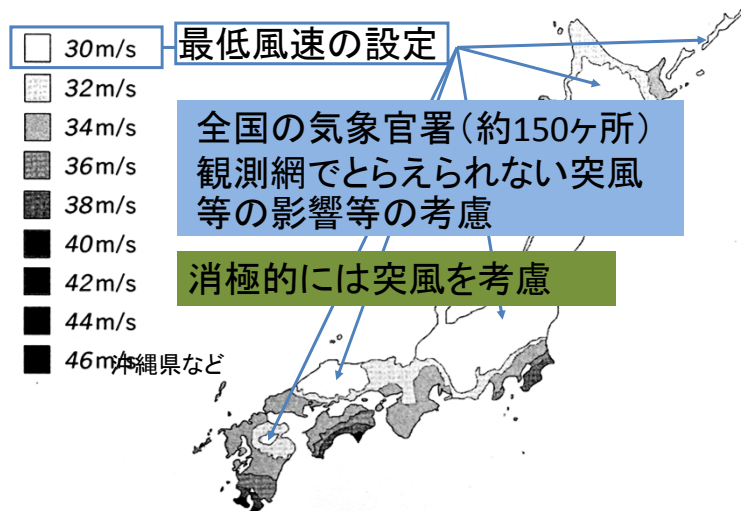 30m/s
最低風速の設定
32m/s
34m/s
36m/s
38m/s
40m/s
42m/s
44m/s
46m/s
沖縄県など
全国の気象官署(約150ヶ所)
観測網でとらえられない突風
等の影響等の考慮
消極的には突風を考慮